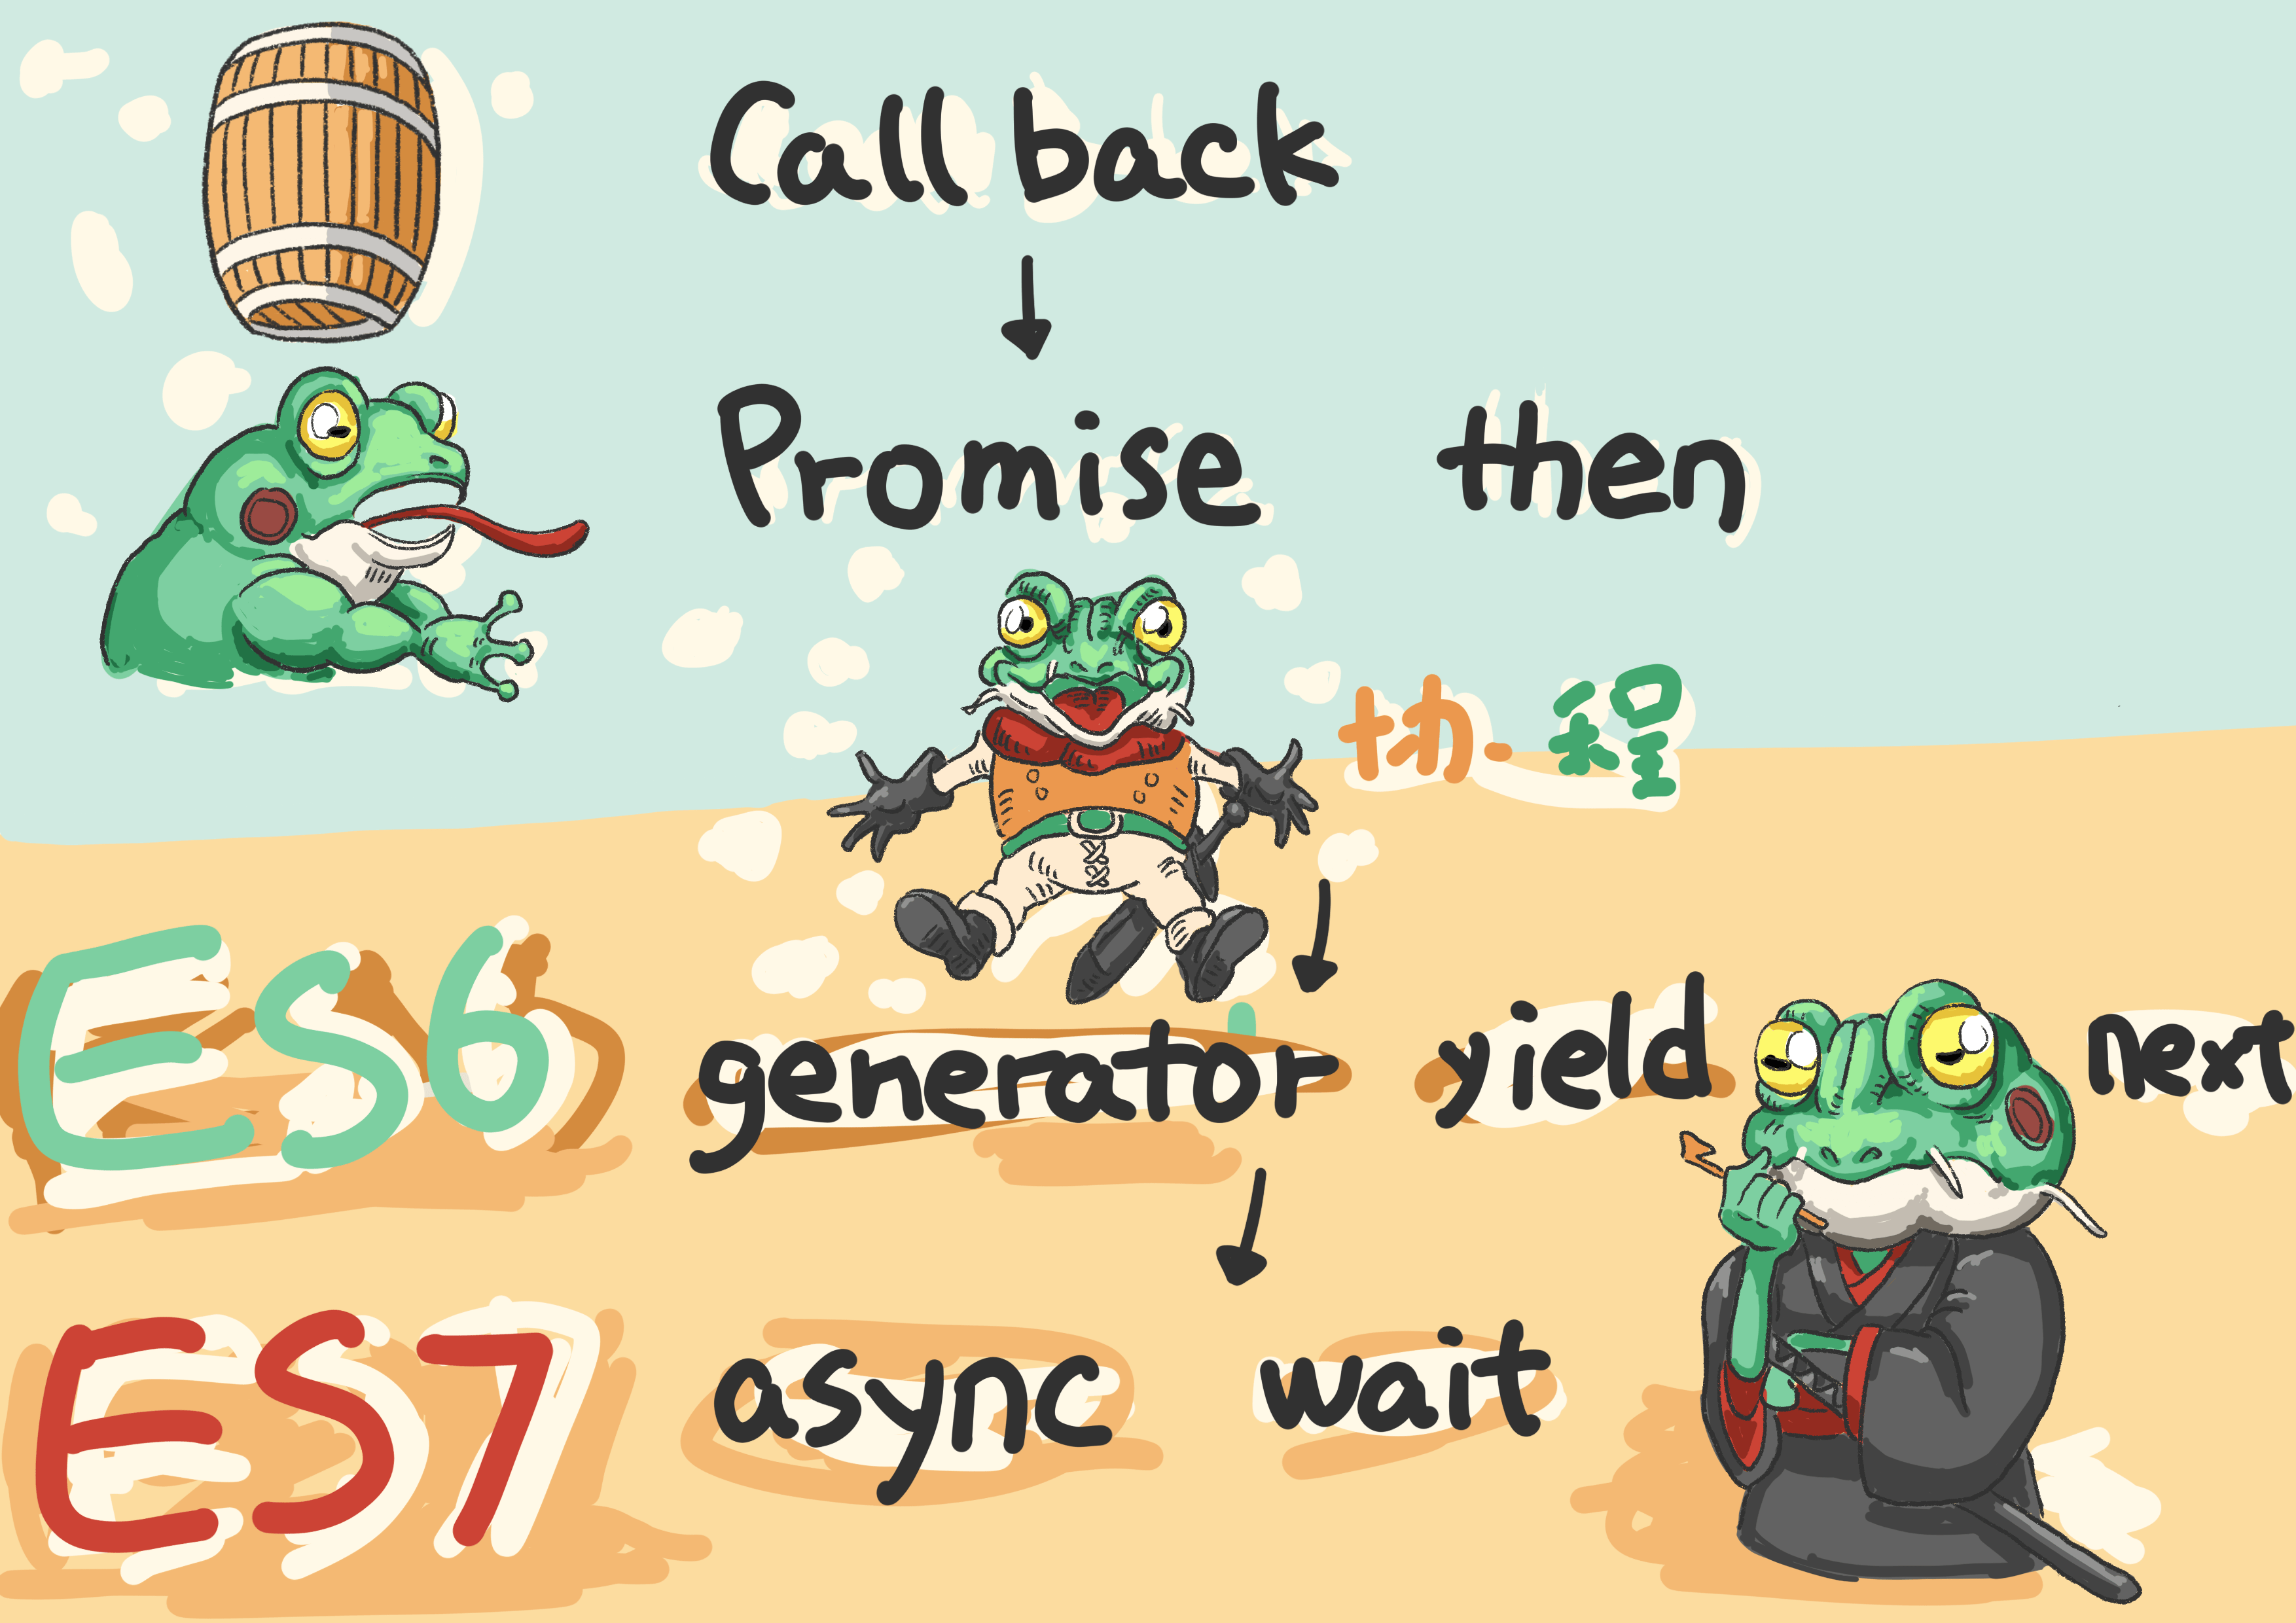 Call back
Promise then
协程
ES6 generator yield next
ES7 async wait